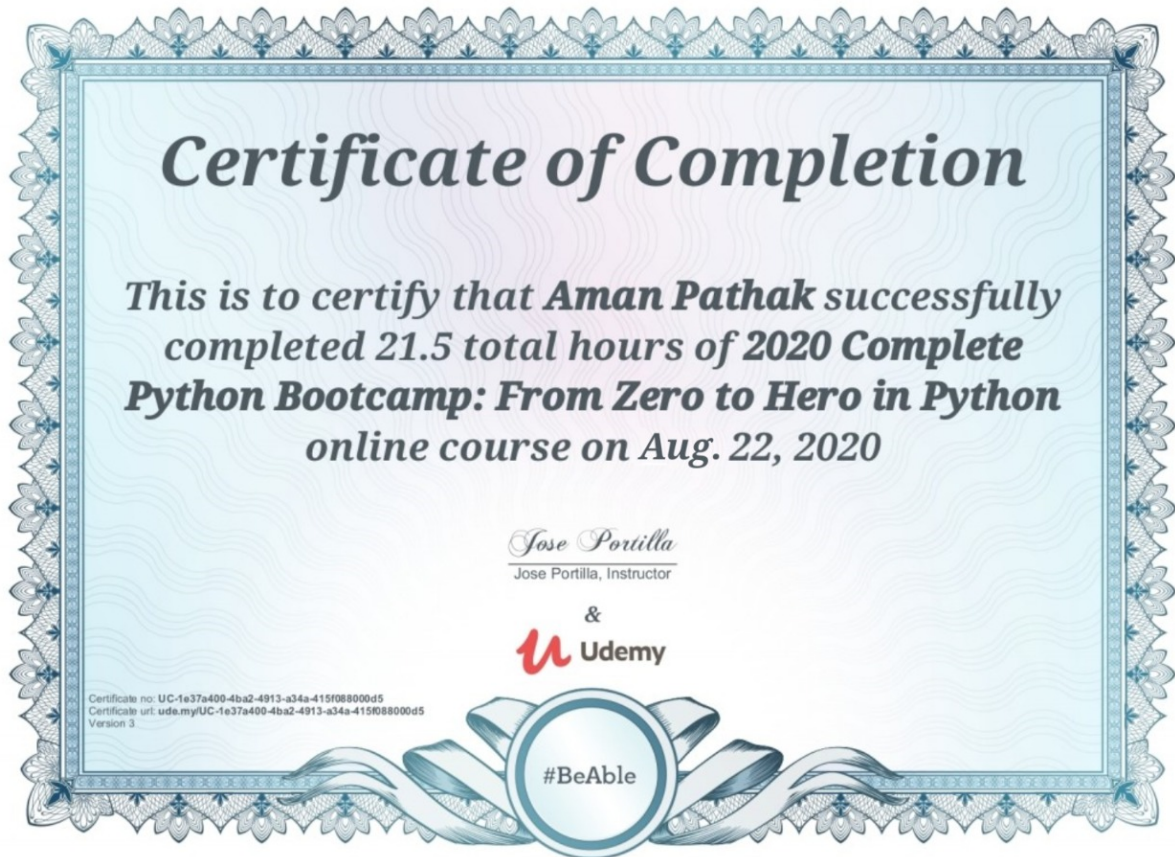 Certificate of Completion
This is to certify that Aman Pathak successfully
completed 21.5 total hours of 2020 Complete
Python Bootcamp: From Zero to Hero in Python
online course on Aug. 22, 2020
Jose Portilla
Jose Portilla, Instructor
&
Udemy
Certificate no: UC-1e37a400-4ba2-4913-a34a-415f088000d5
Certificate url: ude.my/UC-1e37a400-4ba2-4913-a34a-415f088000d5
Version 3
#BeAble